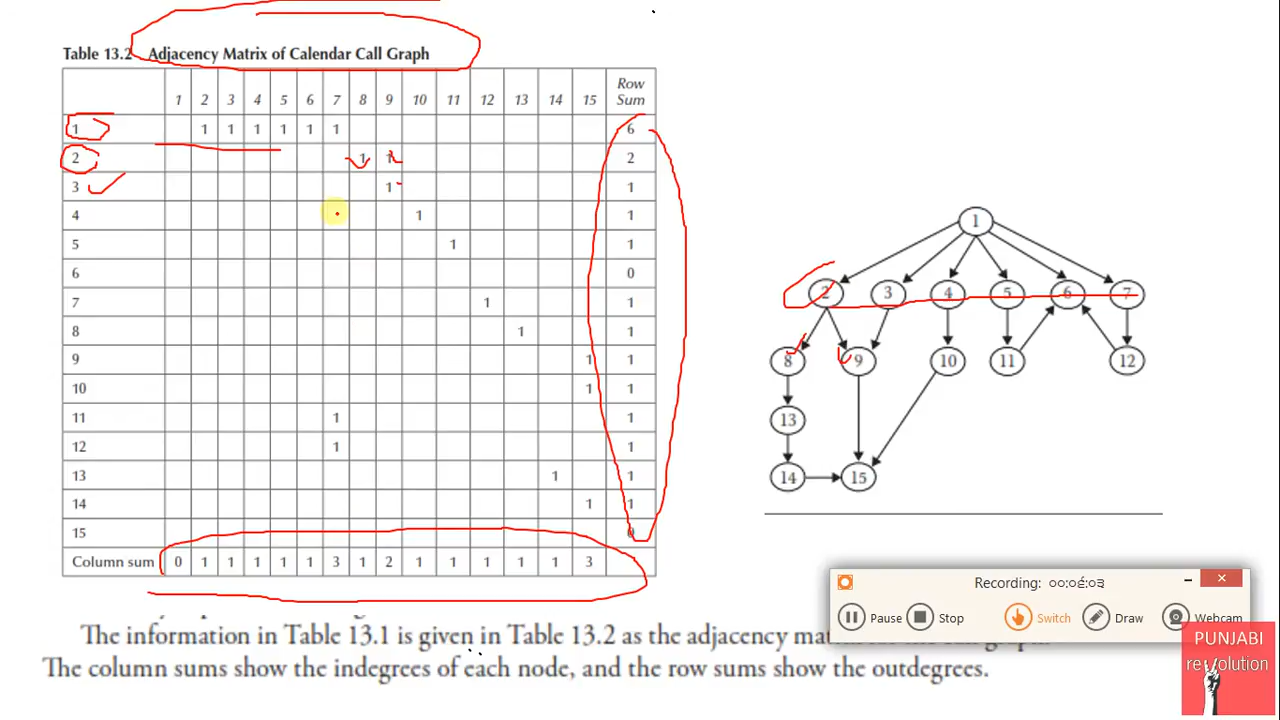 Table 13.2 Adjacency Matrix of Calendar Call Graph
1 2 3 4 5 6 7 8 9 10 11 12 13 14 15 Row Sum
1 1 1 1 1 1 1 6
2 1 1 2
3 1 1
4 1 1
5 1 1
6 0
7 1 1
8 1 1
9 1 1
10 1 1
11 1 1
12 1 1
13 1 1
14 1 1
15 0
Column sum 0 1 1 1 1 1 3 1 2 1 1 1 1 1 3
1
2 3 4 5 6 7
8 9 10 11 12
13
14 15
Recording: 00:04:03
Pause Stop Switch Draw Webcam
The information in Table 13.1 is given in Table 13.2 as the adjacency
The column sums show the indegrees of each node, and the row sums show the outdegrees.
PUNJABI
revolution